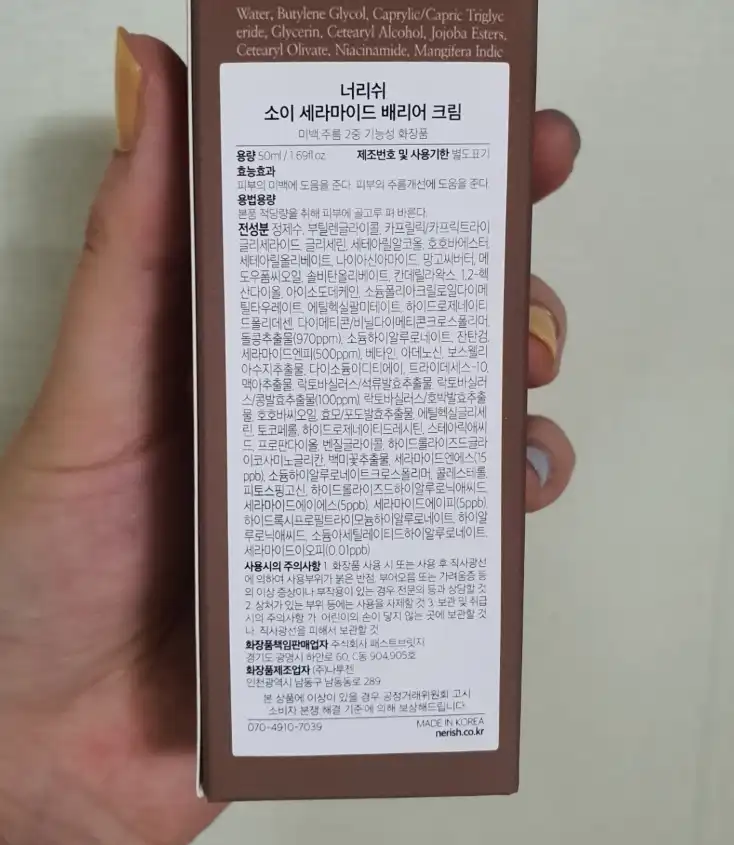 Water, Butylene Glycol, Caprylic/Capric Triglyc
eride, Glycerin, Cetearyl Alcohol, Jojoba Esters,
Cetearyl Olivate, Niacinamide, Mangifera Indic
너리쉬
소이 세라마이드 배리어 크림
미백 주름 2중 기능성 화장품
용량 50ml / 1.69fl.oz. 제조번호 및 사용기한 별도표기
효능효과
피부의 미백에 도움을 준다. 피부의 주름개선에 도움을 준다.
용법용량
본품 적당량을 취해 피부에 골고루 펴 바른다.
전성분 정제수, 부틸렌글라이콜, 카프릴릭/카프릭트라이
글리세라이드, 글리세린, 세테아릴알코올, 호호바에스터,
세테아릴올리베이트, 나이아신아마이드, 망고씨버터, 메
도우폼씨오일, 솔비탄올리베이트, 칸데릴라왁스, 1,2-헥
산다이올, 아이소도데케인, 소듐폴리아크릴로일다이메
틸타우레이트, 에틸헥실팔미테이트, 하이드로제네이티
드폴리데센, 다이메티콘/비닐다이메티콘크로스폴리머,
돌콩추출물(970ppm), 소듐하이알루로네이트, 잔탄검,
세라마이드엔피(500ppm), 베타인, 아데노신, 보스웰리
아수지추출물, 다이소듐이디티에이, 트라이데세스-10,
맥아추출물, 락토바실러스/석류발효추출물, 락토바실러
스/콩발효추출물(100ppm), 락토바실러스/호박발효추출
물, 호호바씨오일, 효모/포도발효추출물, 에틸헥실글리세
린, 토코페롤, 하이드로제네이티드레시틴, 스테아릭애씨
드, 프로판다이올, 벤질글라이콜, 하이드롤라이즈드글라
이코사미노글리칸, 백미꽃추출물, 세라마이드엔에스(15
ppb), 소듐하이알루로네이트크로스폴리머, 콜레스테롤,
피토스핑고신, 하이드롤라이즈드하이알루로닉애씨드,
세라마이드에이에스(5ppb), 세라마이드에이피(5ppb),
하이드록시프로필트라이모늄하이알루로네이트, 하이알
루로닉애씨드, 소듐아세틸레이티드하이알루로네이트,
세라마이드이오피(0.01ppb)
사용시의 주의사항 1. 화장품 사용 시 또는 사용 후 직사광선
에 의하여 사용부위가 붉은 반점, 부어오름 또는 가려움증 등
의 이상 증상이나 부작용이 있는 경우 전문의 등과 상담할 것
2. 상처가 있는 부위 등에는 사용을 자제할 것 3. 보관 및 취급
시의 주의사항 가. 어린이의 손이 닿지 않는 곳에 보관할 것
나. 직사광선을 피해서 보관할 것
화장품책임판매업자 주식회사 패스트브릿지
경기도 광명시 하안로 60, C동 904,905호
화장품제조업자 (주)나투젠
인천광역시 남동구 남동동로 289
본 상품에 이상이 있을 경우 공정거래위원회 고시
소비자 분쟁 해결 기준에 의해 보상해드립니다.
070-4910-7039 MADE IN KOREA
nerish.co.kr